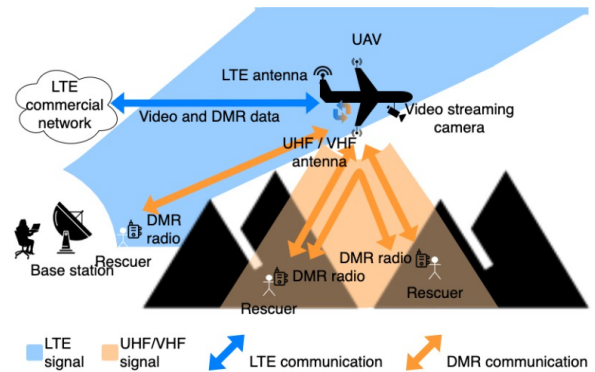 UAV
LTE antenna
LTE
commercial
network
Video and DMR data
Video streaming
camera
UHF / VHF
antenna
DMR
radio
Base station
Rescuer
DMR radio
DMR radio
Rescuer
Rescuer
LTE
signal
UHF/VHF
signal
LTE communication
DMR communication